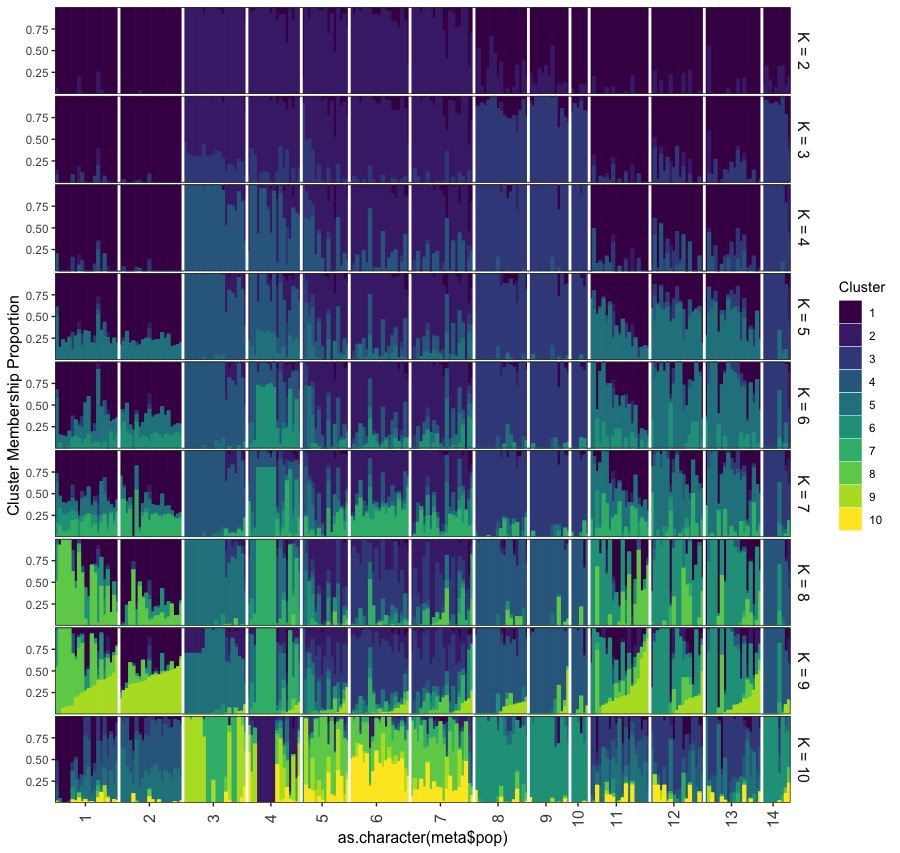 0.75
0.50
0.25
K = 2
0.75
0.50
0.25
K = 3
0.75
0.50
0.25
K = 4
0.75
0.50
0.25
K = 5
0.75
0.50
0.25
K = 6
0.75
0.50
0.25
K = 7
0.75
0.50
0.25
K = 8
0.75
0.50
0.25
K = 9
0.75
0.50
0.25
K = 10
Cluster Membership Proportion
1 2 3 4 5 6 7 8 9 10 11 12 13 14
as.character(meta$pop)
Cluster
1
2
3
4
5
6
7
8
9
10